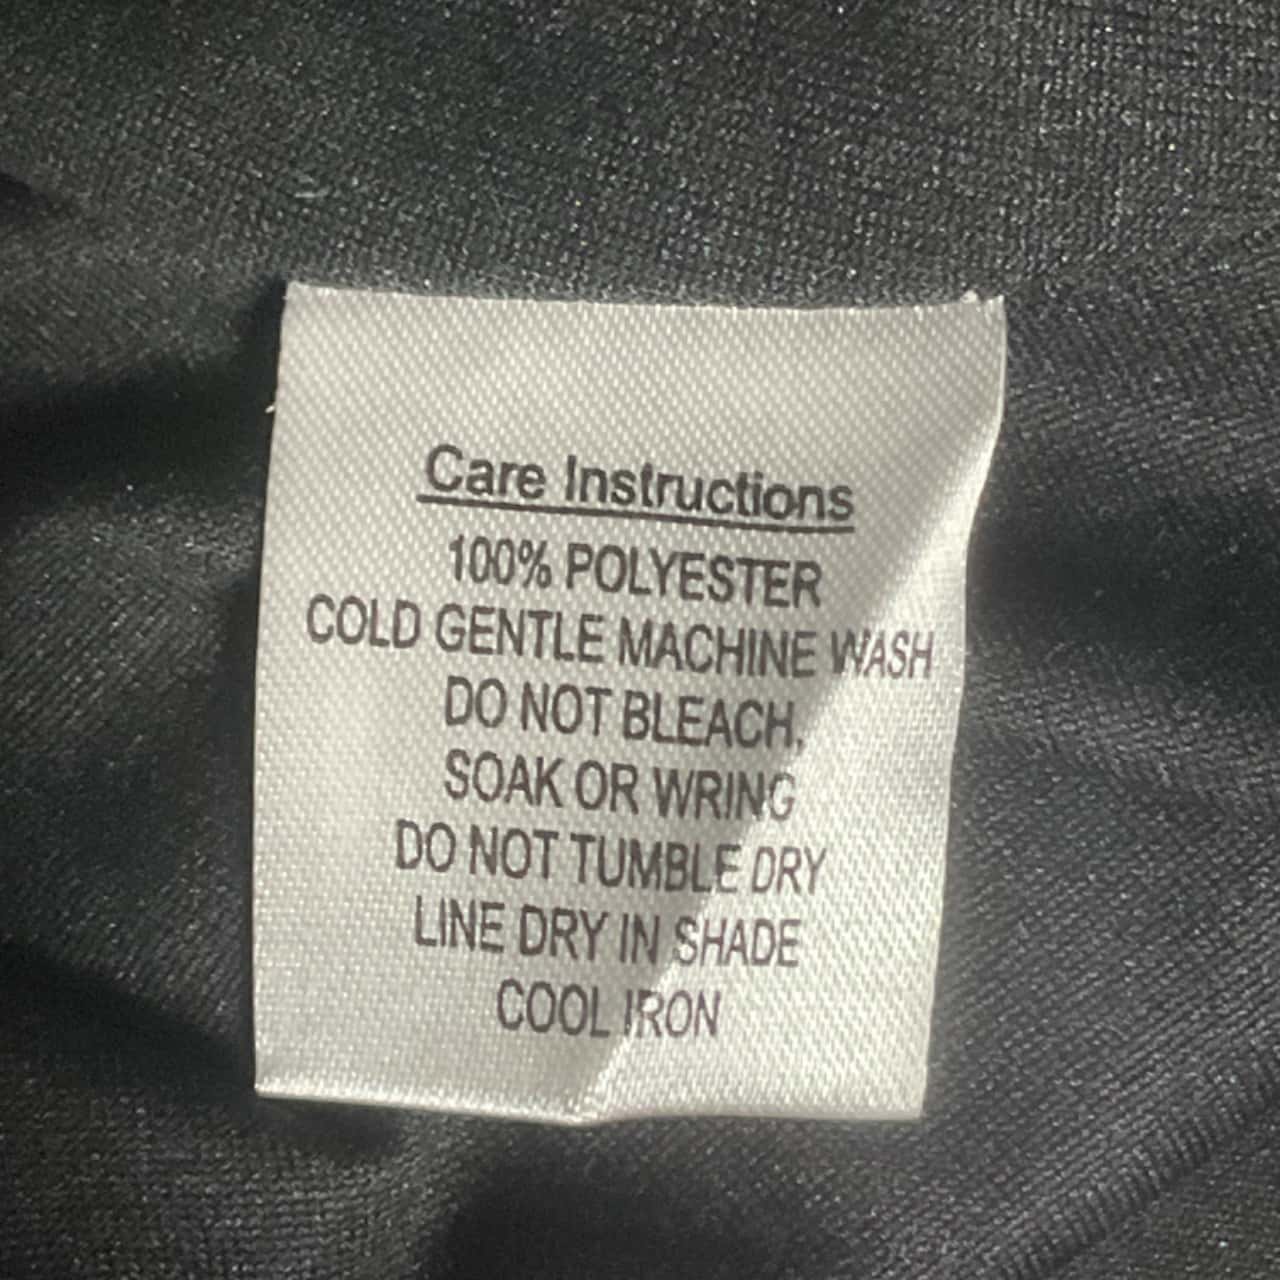 Care Instructions
100% POLYESTER
COLD GENTLE MACHINE WASH
DO NOT BLEACH,
SOAK OR WRING
DO NOT TUMBLE DRY
LINE DRY IN SHADE
COOL IRON